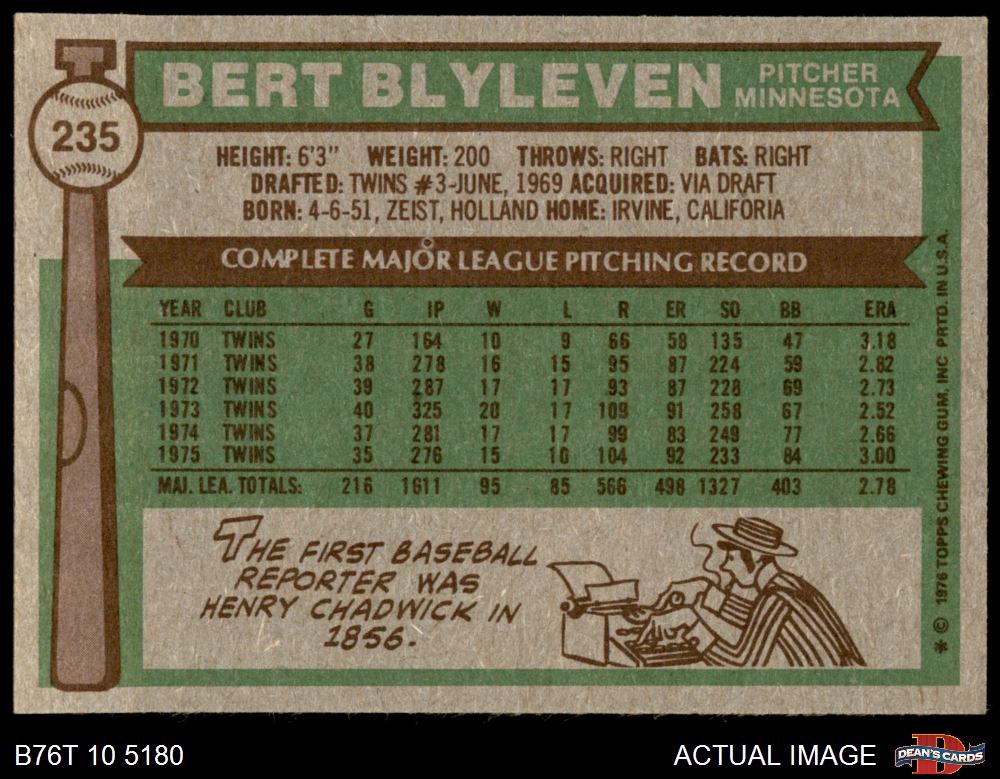 235
BERT BLYLEVEN
PITCHER
MINNESOTA
HEIGHT: 6'3" WEIGHT: 200 THROWS: RIGHT BATS: RIGHT
DRAFTED: TWINS #3-JUNE, 1969 ACQUIRED: VIA DRAFT
BORN: 4-6-51, ZEIST, HOLLAND HOME: IRVINE, CALIFORIA
COMPLETE MAJOR LEAGUE PITCHING RECORD
YEAR CLUB G IP W L R ER SO BB ERA
1970 TWINS 27 164 10 9 66 58 135 47 3.18
1971 TWINS 38 278 16 15 95 87 224 59 2.82
1972 TWINS 39 287 17 17 93 87 228 69 2.73
1973 TWINS 40 325 20 17 109 91 258 67 2.52
1974 TWINS 37 281 17 17 99 83 249 77 2.66
1975 TWINS 35 276 15 10 104 92 233 84 3.00
MAJ. LEA. TOTALS: 216 1611 95 85 566 498 1327 403 2.78
THE FIRST BASEBALL
REPORTER WAS
HENRY CHADWICK IN
1856.
* © 1976 TOPPS CHEWING GUM, INC PRTD. IN U.S.A.
B76T 10 5180
ACTUAL IMAGE
DEAN'S CARDS